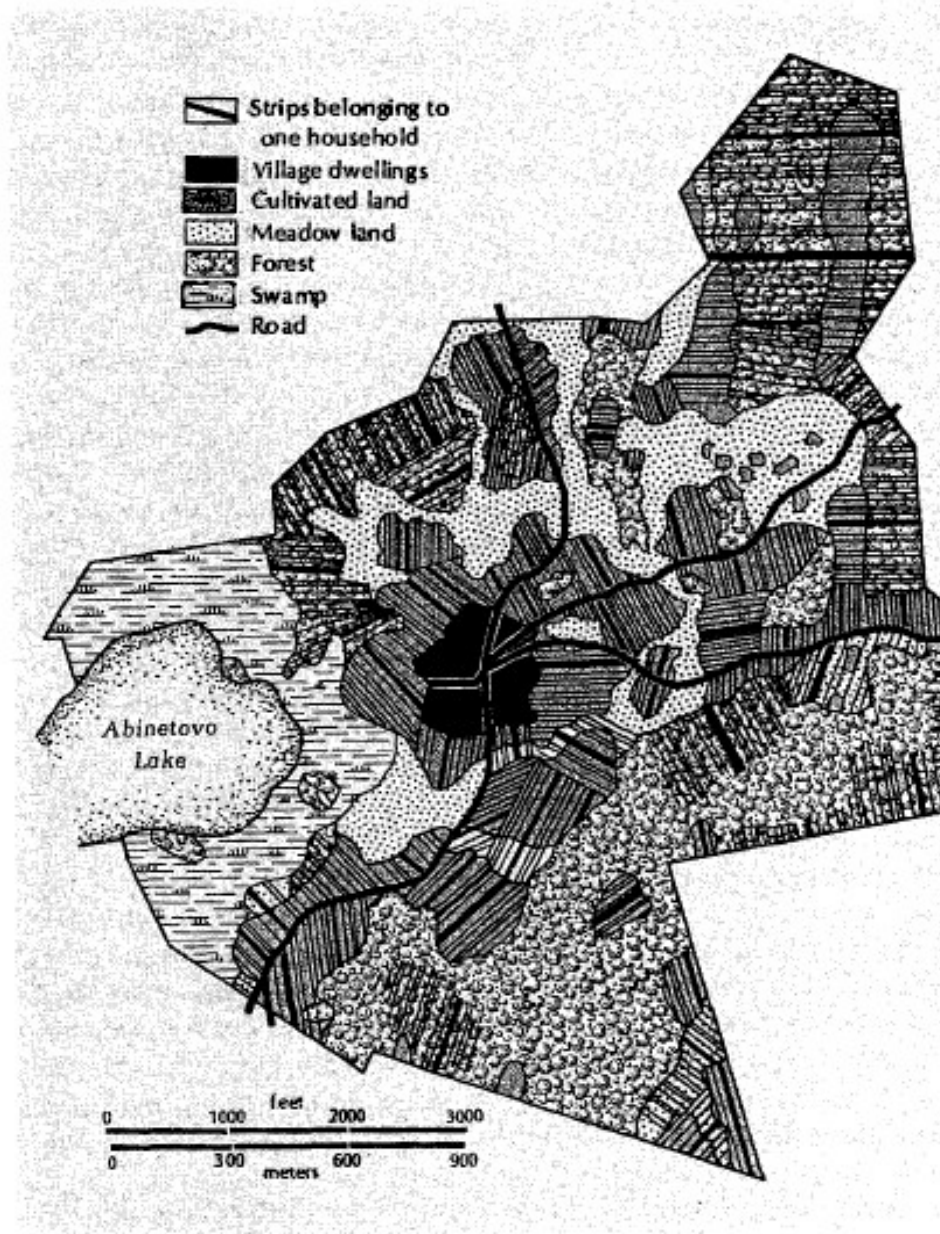 Strips belonging to
one household
Village dwellings
Cultivated land
Meadow land
Forest
Swamp
Road
Abinetovo
Lake
feet
0 1000 2000 3000
0 300 600 900
meters